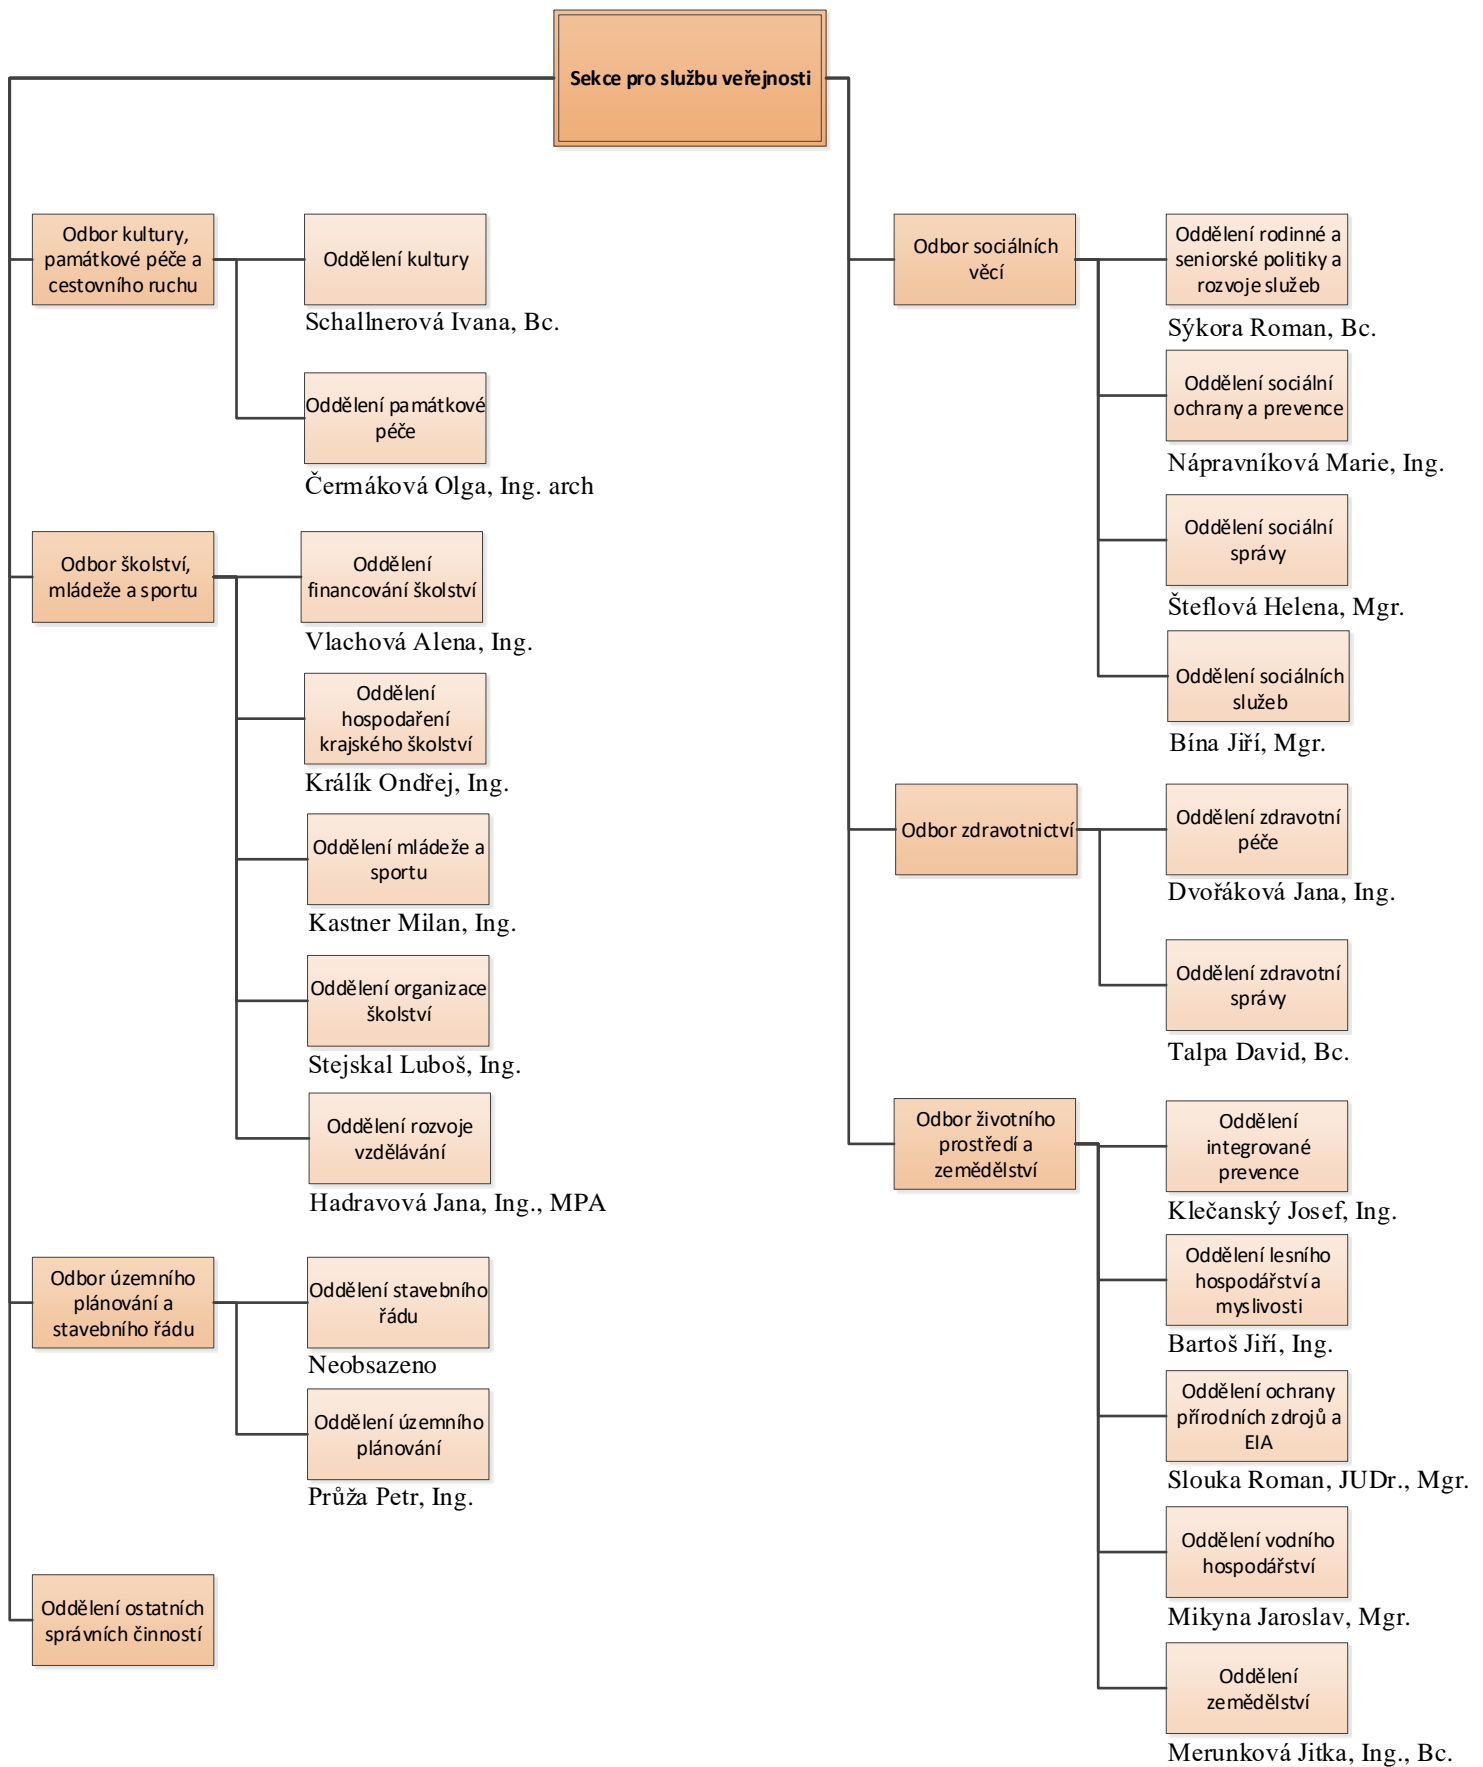 Sekce pro službu veřejnosti
Odbor kultury,
památkové péče a
cestovního ruchu
Oddělení kultury
Schallnerová Ivana, Bc.
Oddělení památkové
péče
Čermáková Olga, Ing. arch
Odbor školství,
mládeže a sportu
Oddělení
financování školství
Vlachová Alena, Ing.
Oddělení
hospodaření
krajského školství
Králík Ondřej, Ing.
Oddělení mládeže a
sportu
Kastner Milan, Ing.
Oddělení organizace
školství
Stejskal Luboš, Ing.
Oddělení rozvoje
vzdělávání
Hadravová Jana, Ing., MPA
Odbor územního
plánování a
stavebního řádu
Oddělení stavebního
řádu
Neobsazeno
Oddělení územního
plánování
Průža Petr, Ing.
Oddělení ostatních
správních činností
Odbor sociálních
věcí
Oddělení rodinné a
seniorské politiky a
rozvoje služeb
Sýkora Roman, Bc.
Oddělení sociální
ochrany a prevence
Nápravníková Marie, Ing.
Oddělení sociální
správy
Šteflová Helena, Mgr.
Oddělení sociálních
služeb
Bína Jiří, Mgr.
Odbor zdravotnictví
Oddělení zdravotní
péče
Dvořáková Jana, Ing.
Oddělení zdravotní
správy
Talpa David, Bc.
Odbor životního
prostředí a
zemědělství
Oddělení
integrované
prevence
Klečanský Josef, Ing.
Oddělení lesního
hospodářství a
myslivosti
Bartoš Jiří, Ing.
Oddělení ochrany
přírodních zdrojů a
EIA
Slouka Roman, JUDr., Mgr.
Oddělení vodního
hospodářství
Mikyna Jaroslav, Mgr.
Oddělení
zemědělství
Merunková Jitka, Ing., Bc.